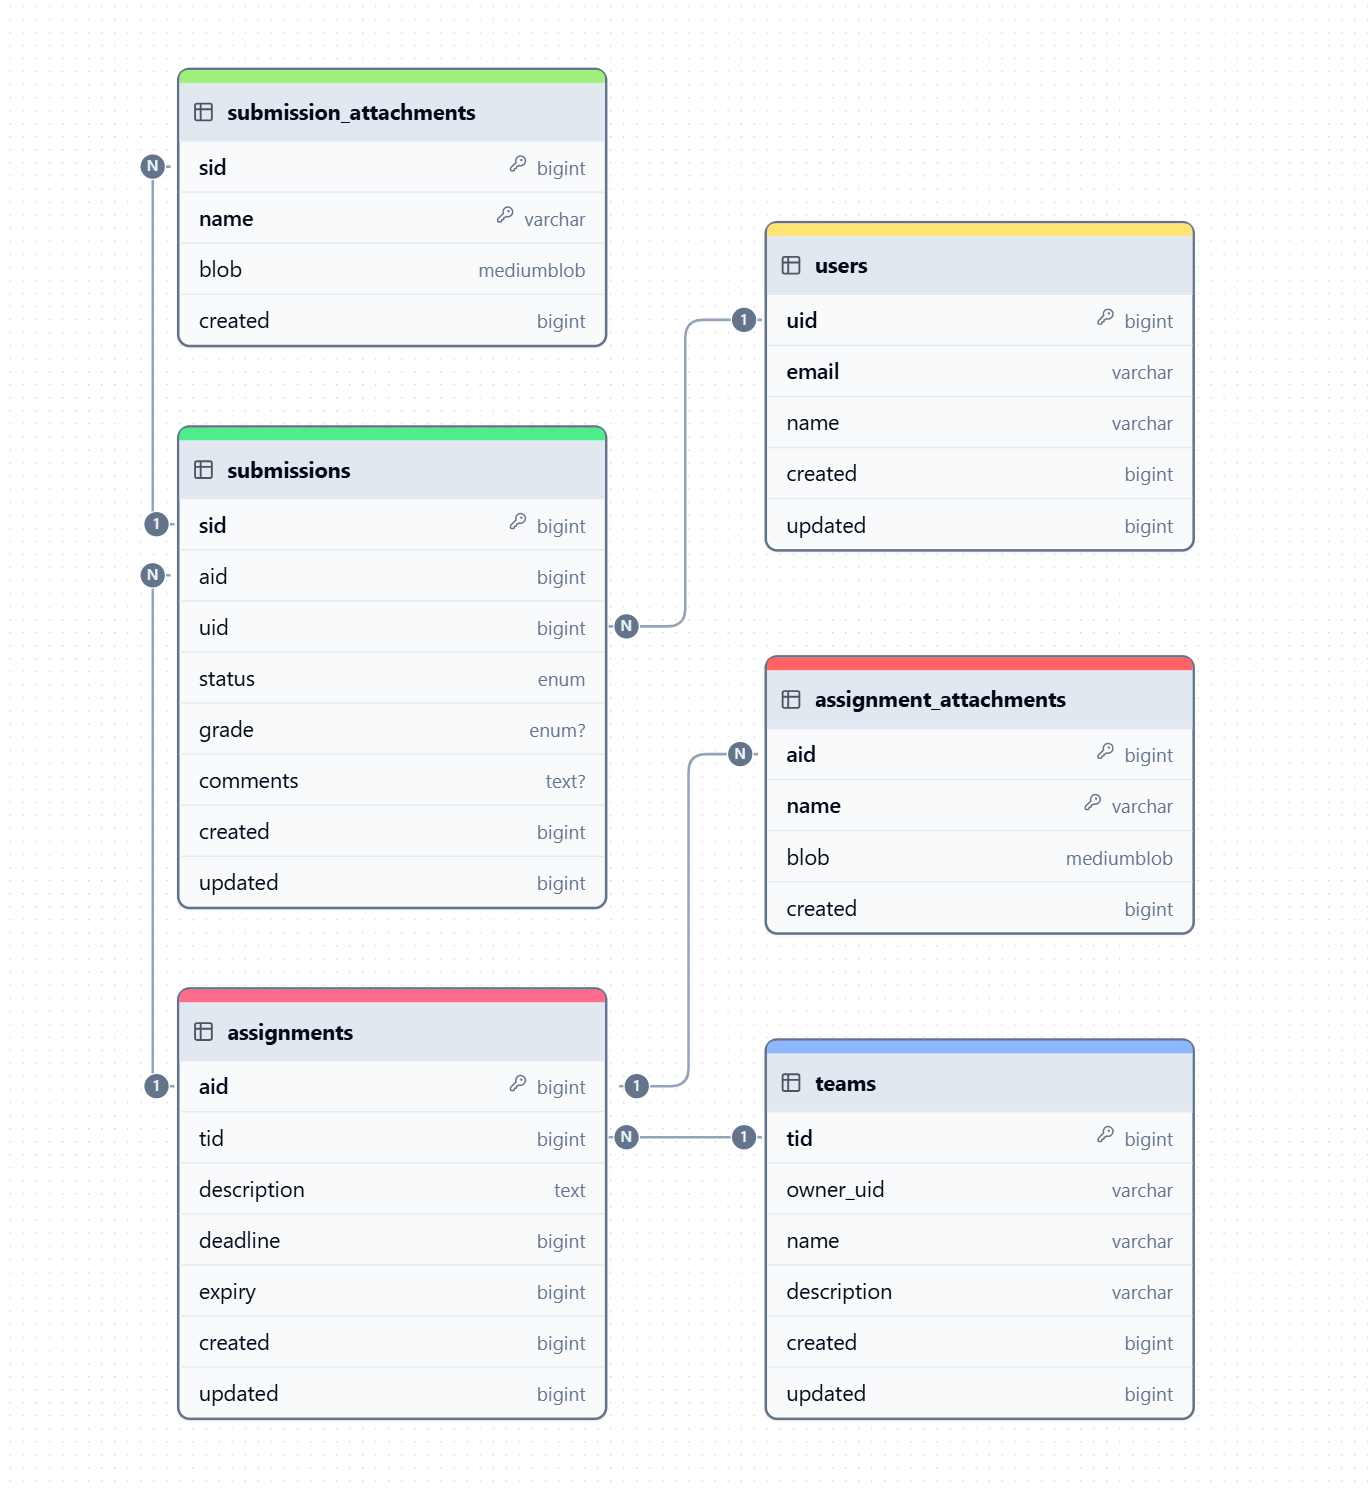 submission_attachments
N
sid bigint
name varchar
blob mediumblob
created bigint
users
1
uid bigint
email varchar
name varchar
created bigint
updated bigint
submissions
1
sid bigint
N
aid bigint
uid bigint
N
status enum
grade enum?
comments text?
created bigint
updated bigint
assignment_attachments
N
aid bigint
name varchar
blob mediumblob
created bigint
assignments
1
aid bigint
1
tid bigint
N
description text
deadline bigint
expiry bigint
created bigint
updated bigint
teams
1
tid bigint
owner_uid varchar
name varchar
description varchar
created bigint
updated bigint